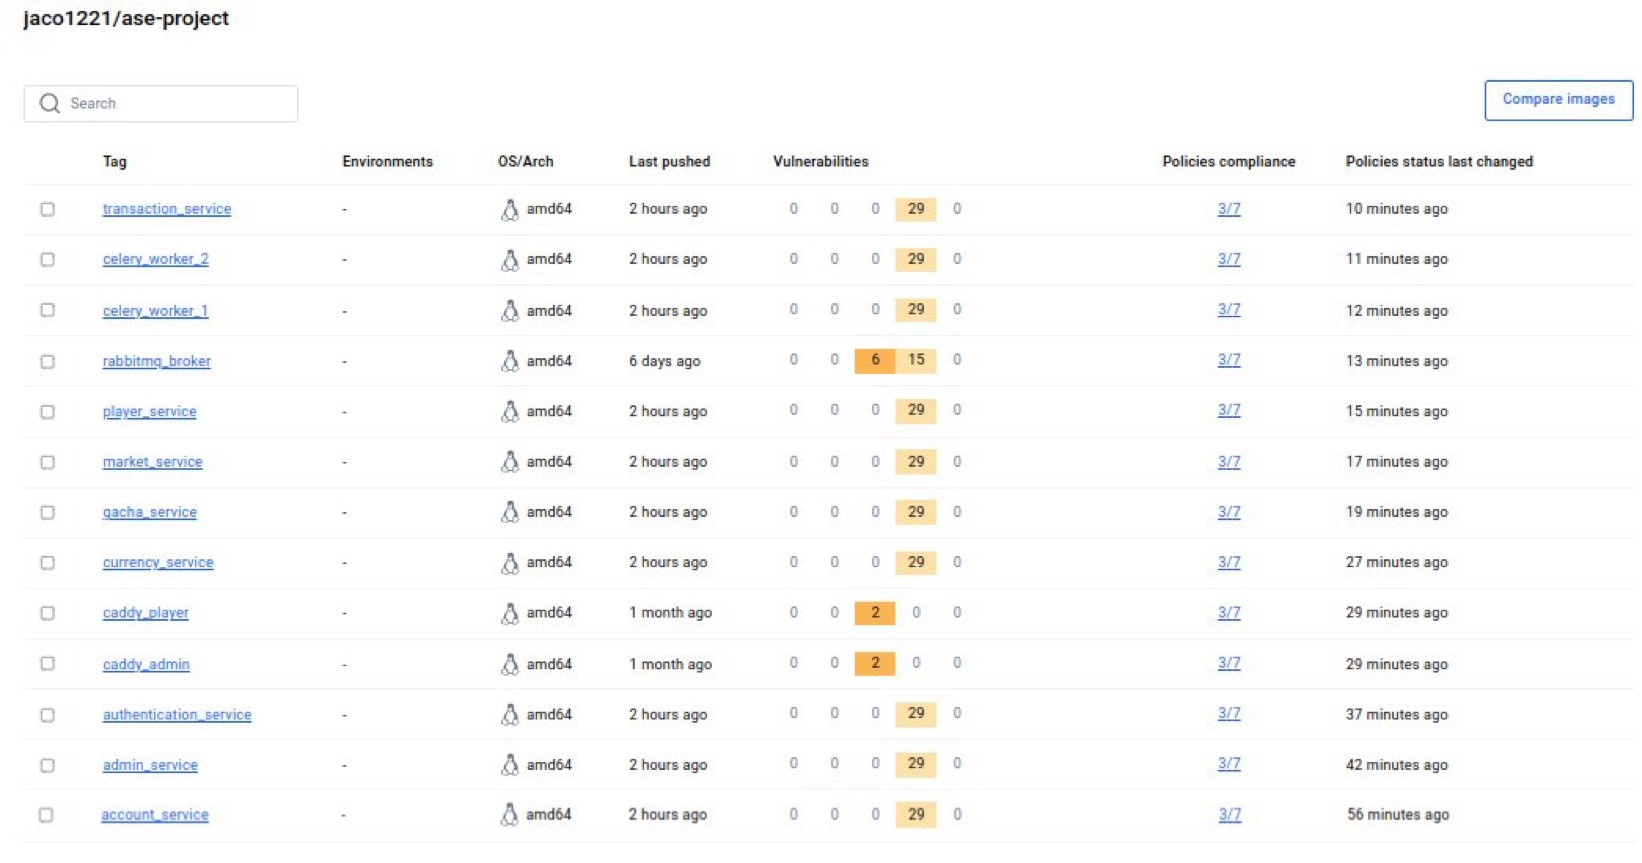 jaco1221/ase-project
Search
Compare images
Tag Environments OS/Arch Last pushed Vulnerabilities Policies compliance Policies status last changed
transaction_service - amd64 2 hours ago 0 0 0 29 0 3/7 10 minutes ago
celery_worker_2 - amd64 2 hours ago 0 0 0 29 0 3/7 11 minutes ago
celery_worker_1 - amd64 2 hours ago 0 0 0 29 0 3/7 12 minutes ago
rabbitmq_broker - amd64 6 days ago 0 0 6 15 0 3/7 13 minutes ago
player_service - amd64 2 hours ago 0 0 0 29 0 3/7 15 minutes ago
market_service - amd64 2 hours ago 0 0 0 29 0 3/7 17 minutes ago
gacha_service - amd64 2 hours ago 0 0 0 29 0 3/7 19 minutes ago
currency_service - amd64 2 hours ago 0 0 0 29 0 3/7 27 minutes ago
caddy_player - amd64 1 month ago 0 0 2 0 0 3/7 29 minutes ago
caddy_admin - amd64 1 month ago 0 0 2 0 0 3/7 29 minutes ago
authentication_service - amd64 2 hours ago 0 0 0 29 0 3/7 37 minutes ago
admin_service - amd64 2 hours ago 0 0 0 29 0 3/7 42 minutes ago
account_service - amd64 2 hours ago 0 0 0 29 0 3/7 56 minutes ago